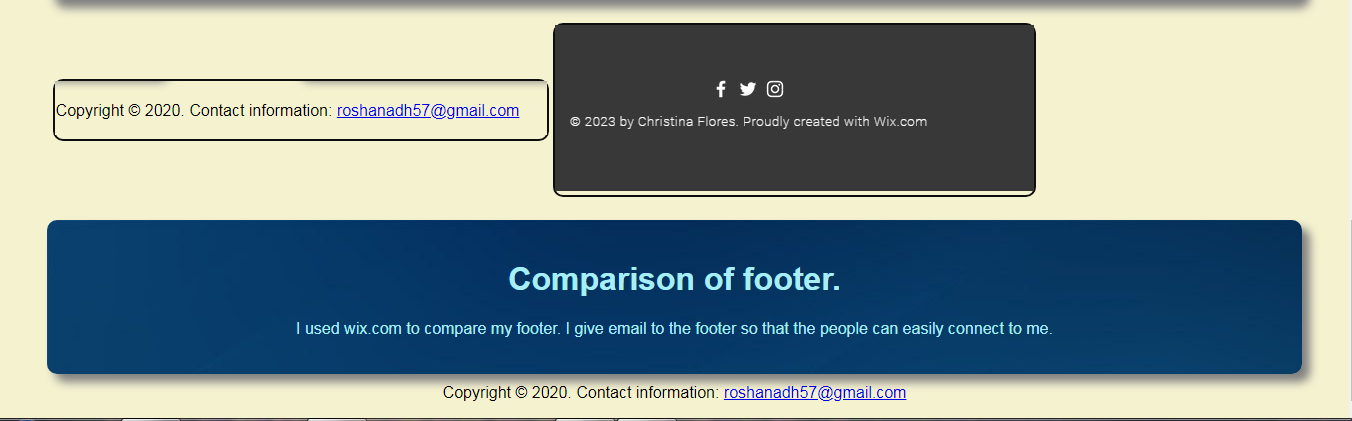 Copyright © 2020. Contact information: roshanadh57@gmail.com
© 2023 by Christina Flores. Proudly created with Wix.com
Comparison of footer.
I used wix.com to compare my footer. I give email to the footer so that the people can easily connect to me.
Copyright © 2020. Contact information: roshanadh57@gmail.com